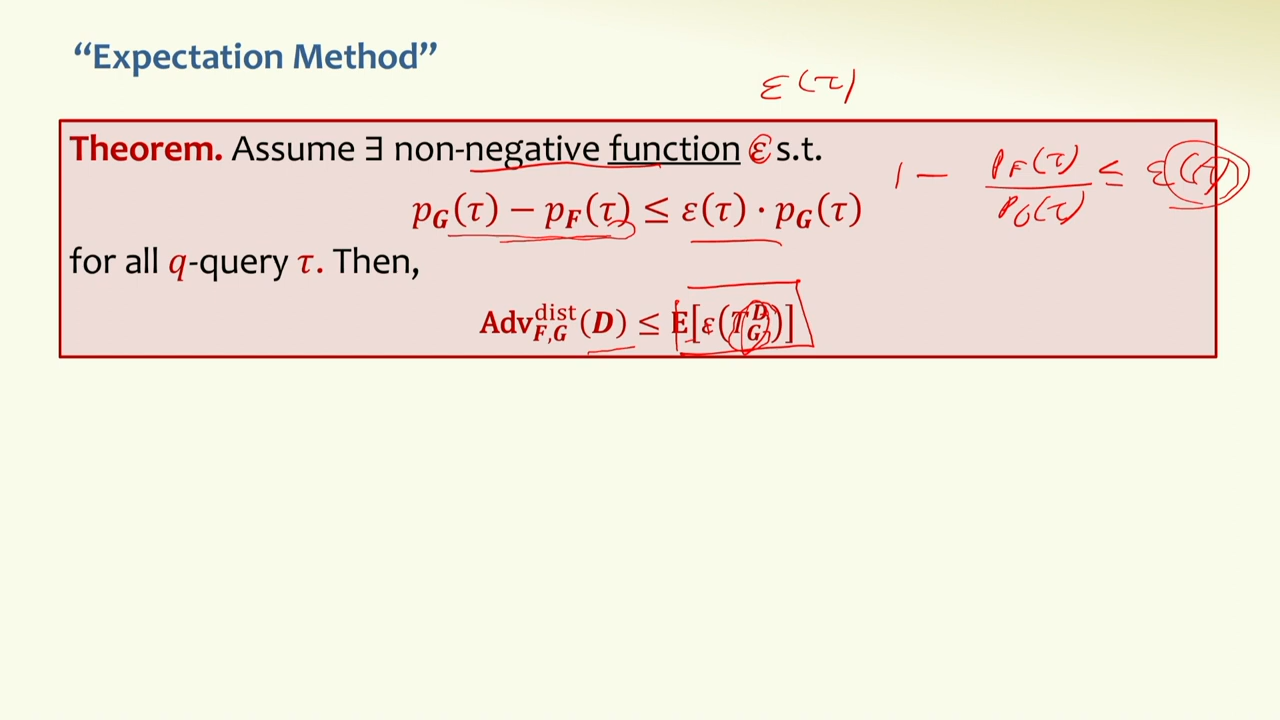 “Expectation Method”
ε(τ)
Theorem. Assume ∃ non-negative function ε s.t.
1 − p_F(τ) / p_G(τ) ≤ ε(τ)
p_G(τ) − p_F(τ) ≤ ε(τ) · p_G(τ)
for all q-query τ. Then,
Adv^dist_{F,G}(D) ≤ E[ε(T^D_G)]